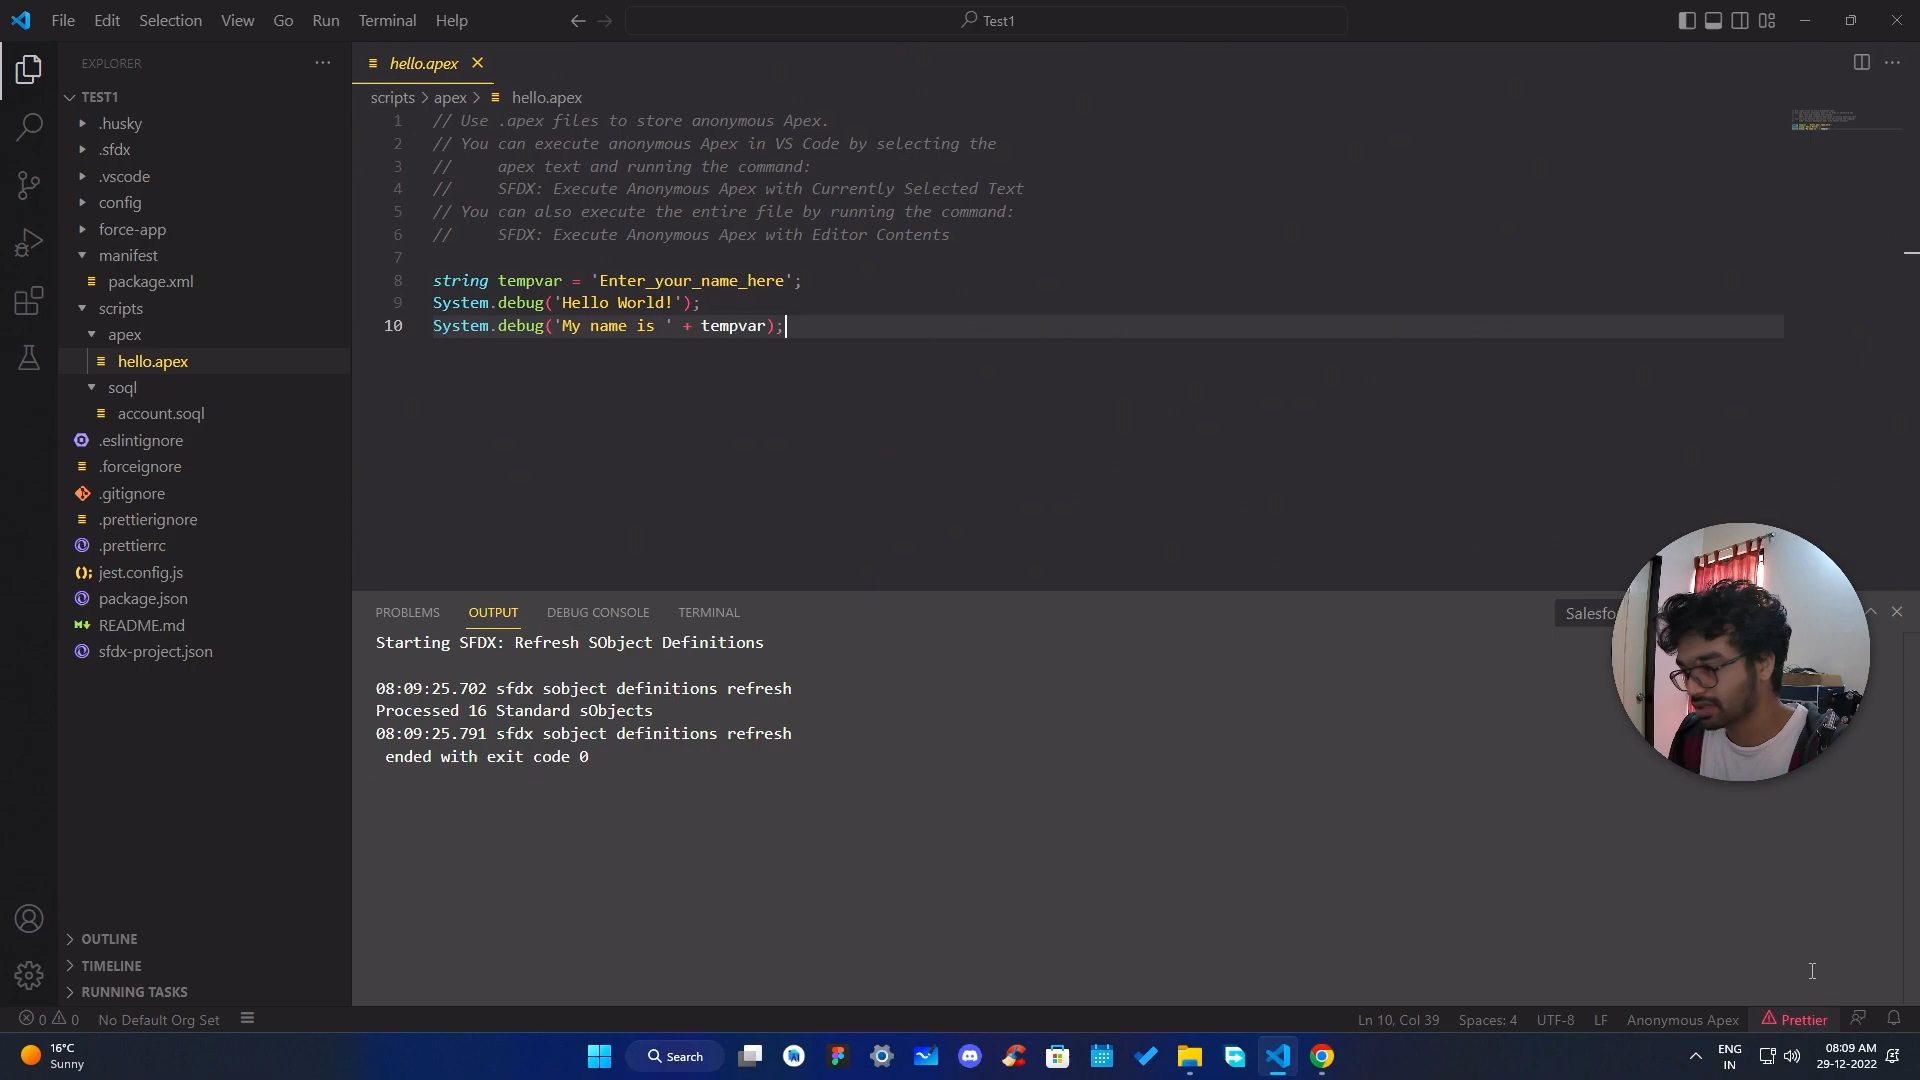 File Edit Selection View Go Run Terminal Help
Test1
EXPLORER
TEST1
.husky
.sfdx
.vscode
config
force-app
manifest
package.xml
scripts
apex
hello.apex
soql
account.soql
.eslintignore
.forceignore
.gitignore
.prettierignore
.prettierrc
jest.config.js
package.json
README.md
sfdx-project.json
OUTLINE
TIMELINE
RUNNING TASKS
hello.apex
scripts > apex > hello.apex
1 // Use .apex files to store anonymous Apex.
2 // You can execute anonymous Apex in VS Code by selecting the
3 //     apex text and running the command:
4 //     SFDX: Execute Anonymous Apex with Currently Selected Text
5 // You can also execute the entire file by running the command:
6 //     SFDX: Execute Anonymous Apex with Editor Contents
7
8 string tempvar = 'Enter_your_name_here';
9 System.debug('Hello World!');
10 System.debug('My name is ' + tempvar);
PROBLEMS OUTPUT DEBUG CONSOLE TERMINAL
Starting SFDX: Refresh SObject Definitions
08:09:25.702 sfdx sobject definitions refresh
Processed 16 Standard sObjects
08:09:25.791 sfdx sobject definitions refresh
ended with exit code 0
0 0 No Default Org Set
Ln 10, Col 39 Spaces: 4 UTF-8 LF Anonymous Apex Prettier
16°C
Sunny
Search
ENG
IN
08:09 AM
29-12-2022